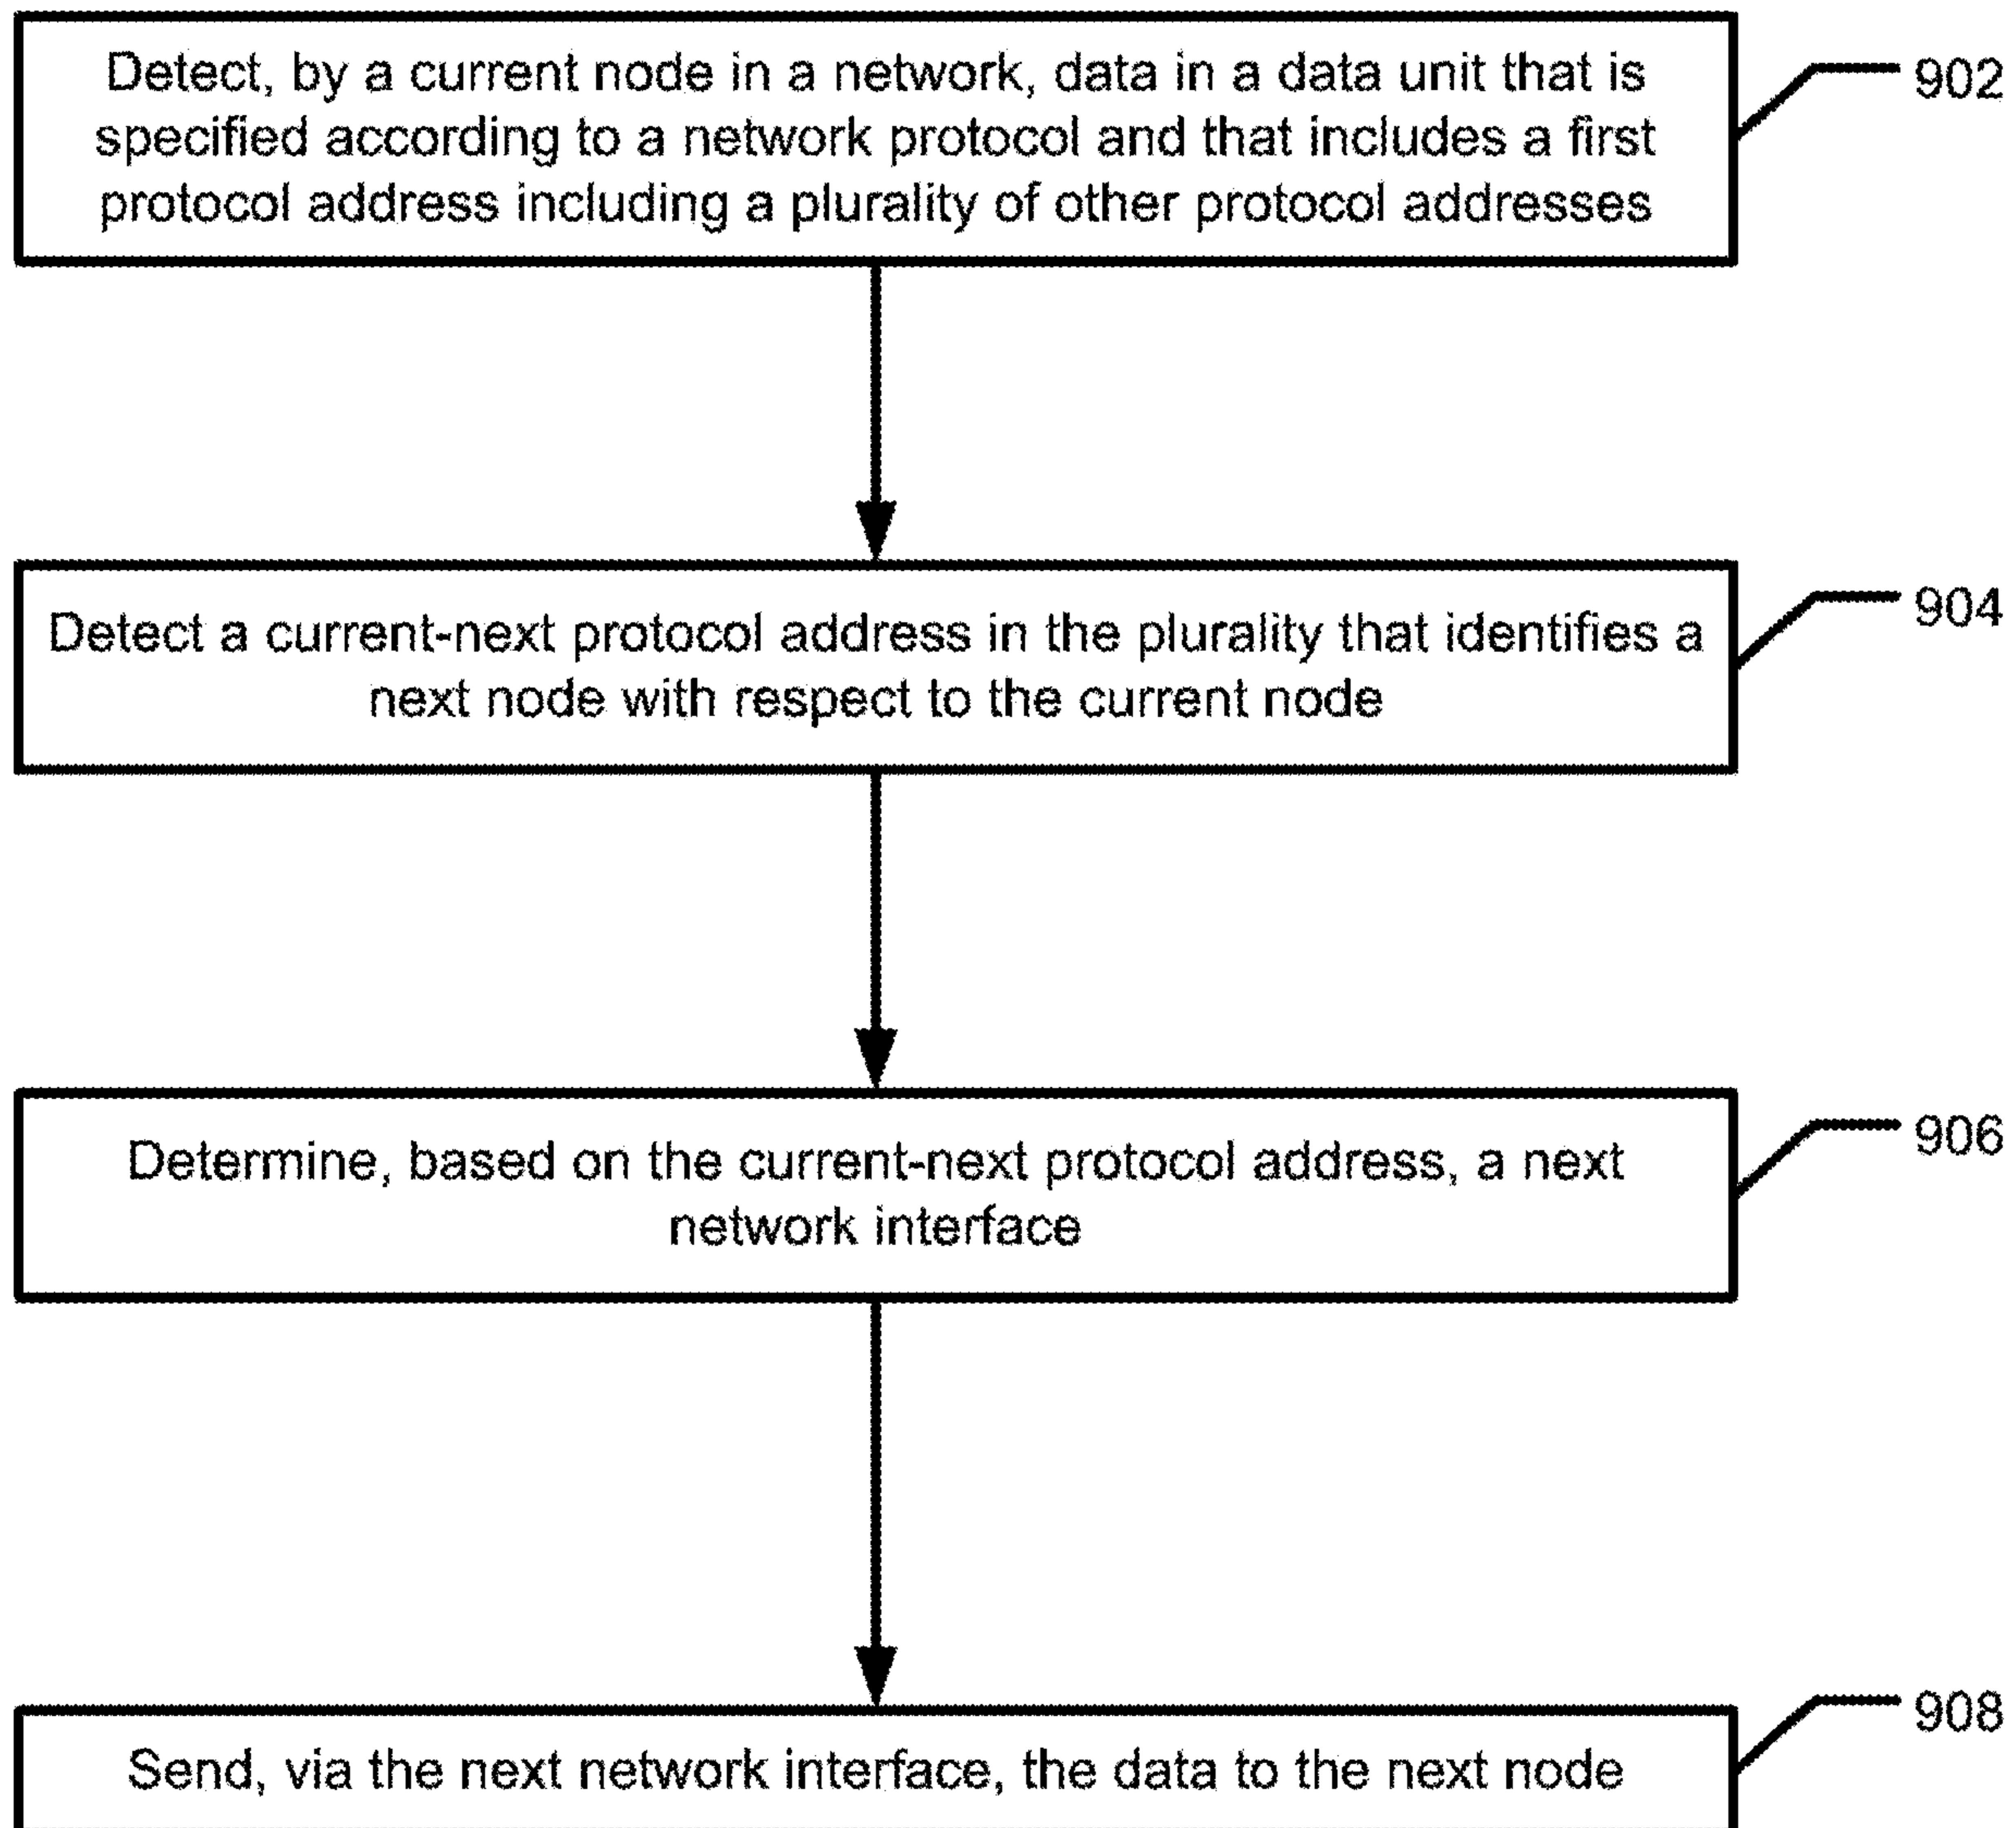 Detect, by a current node in a network, data in a data unit that is
specified according to a network protocol and that includes a first
protocol address including a plurality of other protocol addresses
902
Detect a current-next protocol address in the plurality that identifies a
next node with respect to the current node
904
Determine, based on the current-next protocol address, a next
network interface
906
Send, via the next network interface, the data to the next node
908